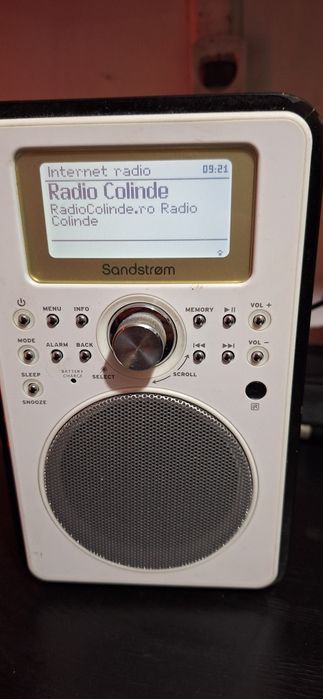 Internet radio 09:21
Radio Colinde
RadioColinde.ro Radio
Colinde
Sandstrøm
MENU INFO MEMORY VOL +
MODE ALARM BACK VOL −
BATTERY
CHARGE
SELECT SCROLL
SLEEP
SNOOZE
IR